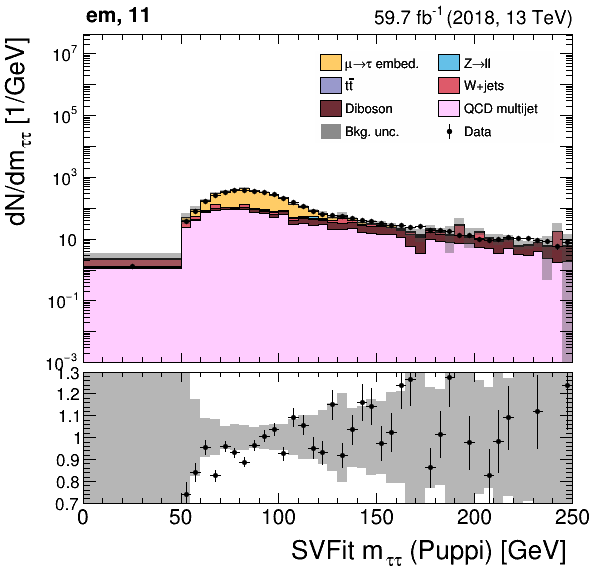 em, 11
59.7 fb⁻¹ (2018, 13 TeV)
dN/dm_ττ [1/GeV]
10⁷
10⁵
10³
10
10⁻¹
10⁻³
μ→τ embed.
Z→ll
tt̄
W+jets
Diboson
QCD multijet
Bkg. unc.
Data
1.3
1.2
1.1
1
0.9
0.8
0.7
0 50 100 150 200 250
SVFit m_ττ (Puppi) [GeV]